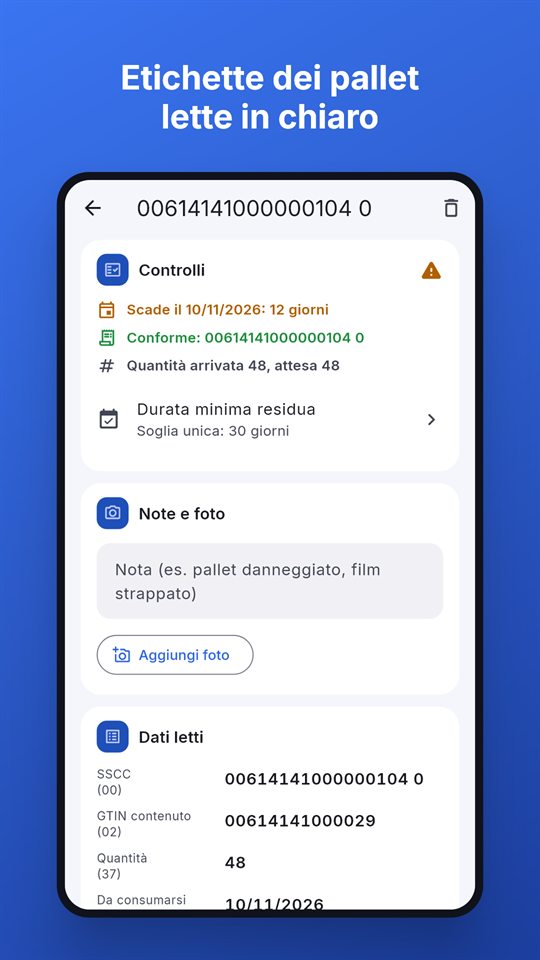 Etichette dei pallet
lette in chiaro
00614141000000104 0
Controlli
Scade il 10/11/2026: 12 giorni
Conforme: 00614141000000104 0
Quantità arrivata 48, attesa 48
Durata minima residua
Soglia unica: 30 giorni
Note e foto
Nota (es. pallet danneggiato, film
strappato)
Aggiungi foto
Dati letti
SSCC
(00)
00614141000000104 0
GTIN contenuto
(02)
00614141000029
Quantità
(37)
48
Da consumarsi
10/11/2026